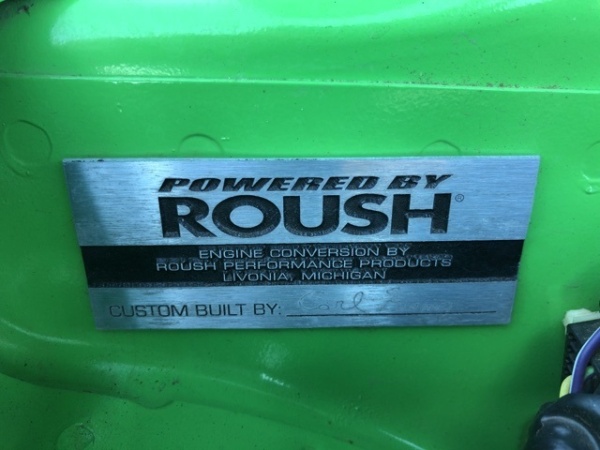 POWERED BY
ROUSH®
ENGINE CONVERSION BY
ROUSH PERFORMANCE PRODUCTS
LIVONIA, MICHIGAN
CUSTOM BUILT BY: